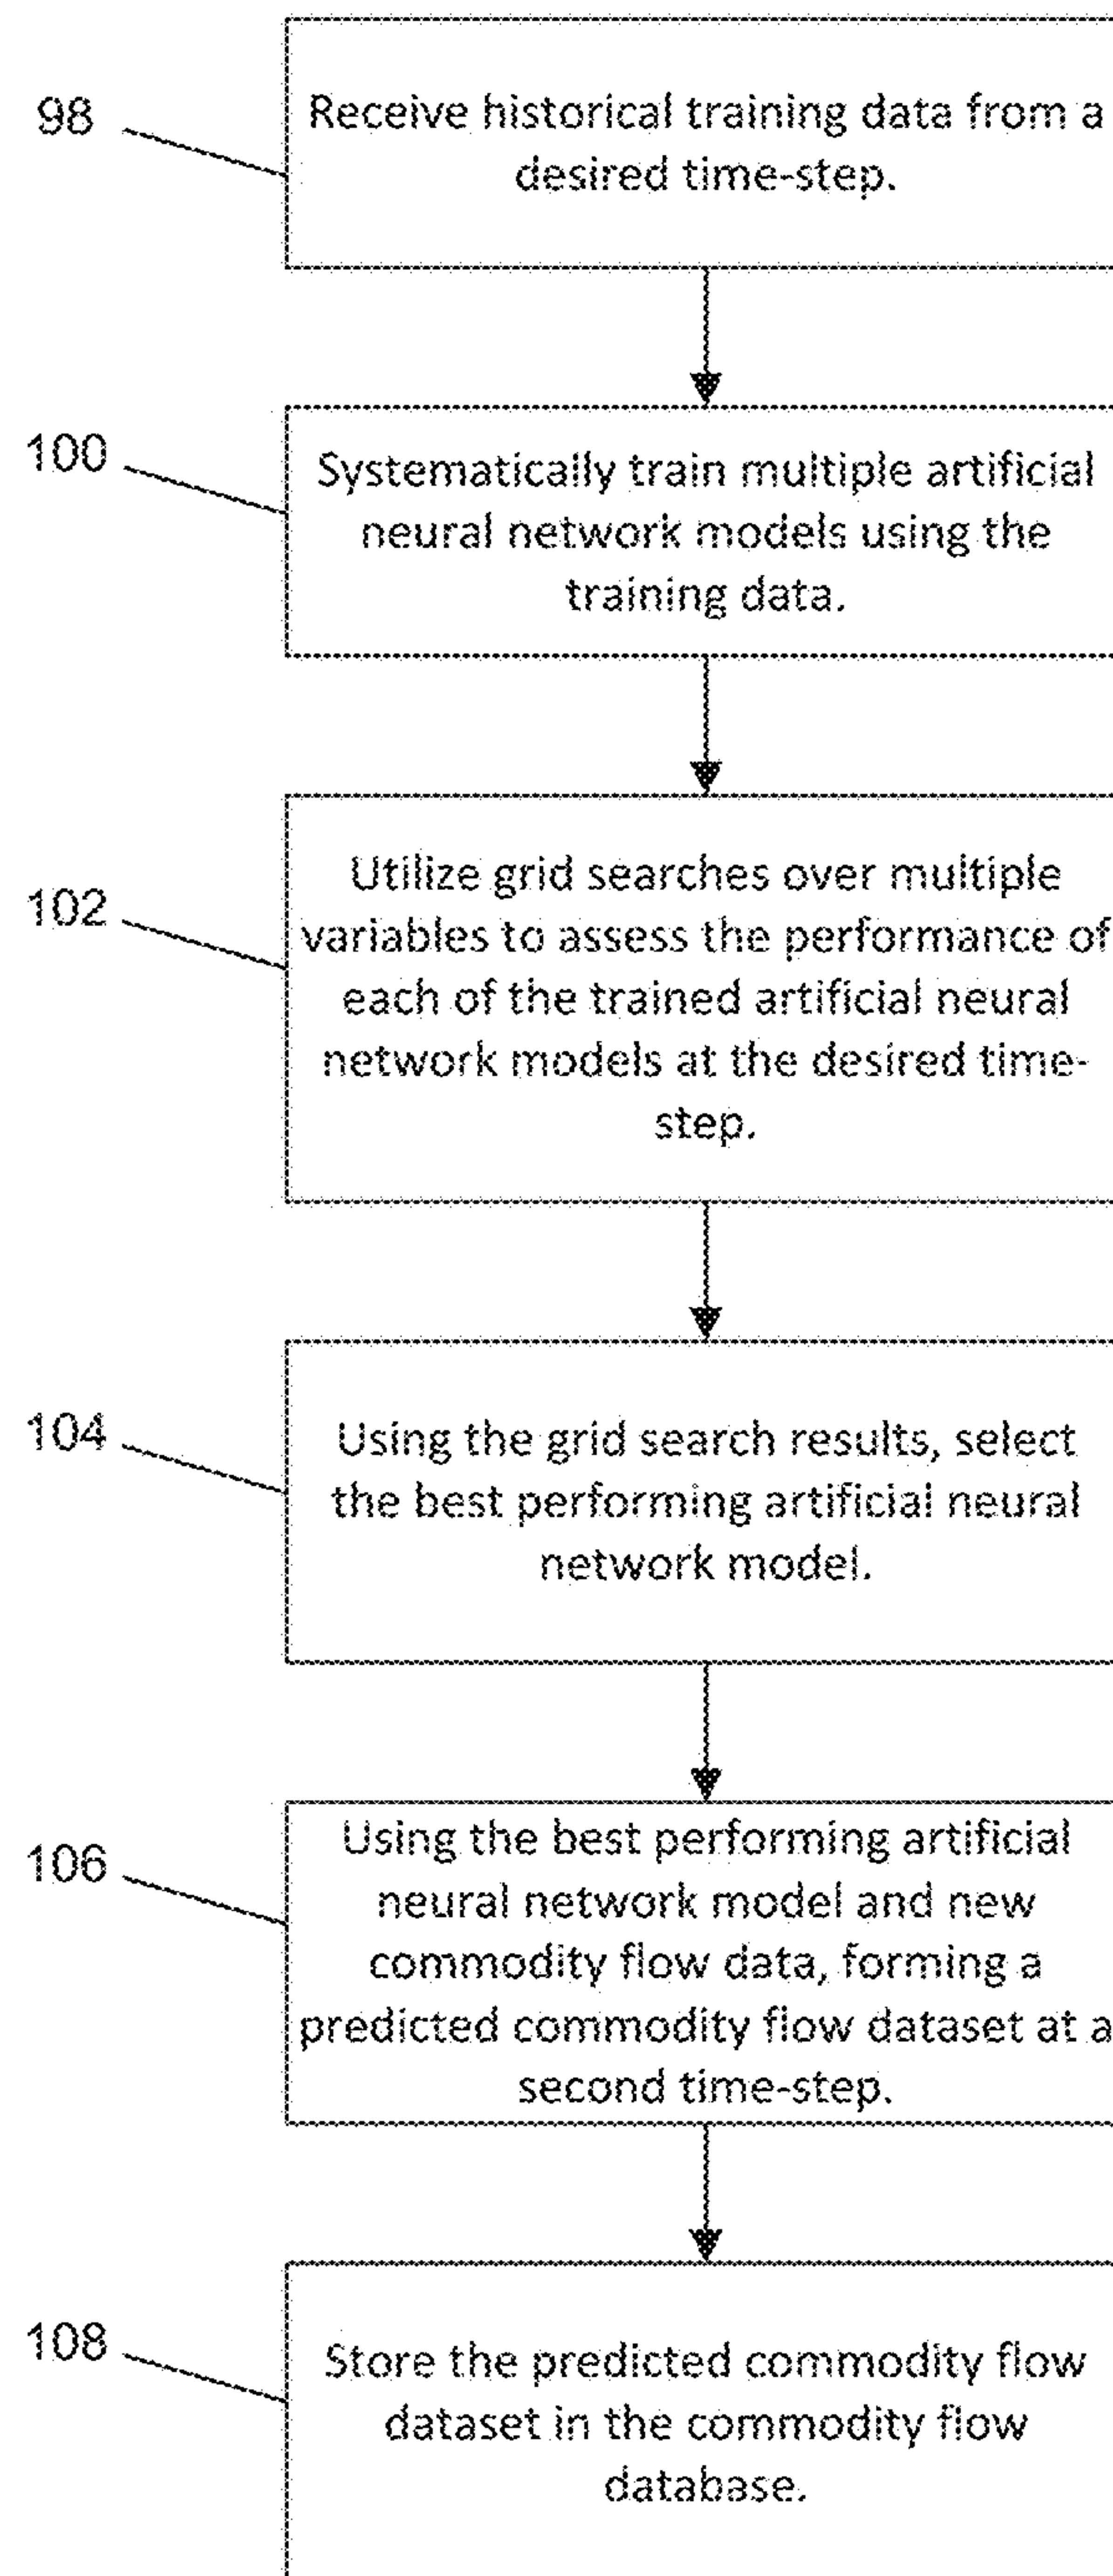 98
Receive historical training data from a
desired time-step.
100
Systematically train multiple artificial
neural network models using the
training data.
102
Utilize grid searches over multiple
variables to assess the performance of
each of the trained artificial neural
network models at the desired time-
step.
104
Using the grid search results, select
the best performing artificial neural
network model.
106
Using the best performing artificial
neural network model and new
commodity flow data, forming a
predicted commodity flow dataset at a
second time-step.
108
Store the predicted commodity flow
dataset in the commodity flow
database.